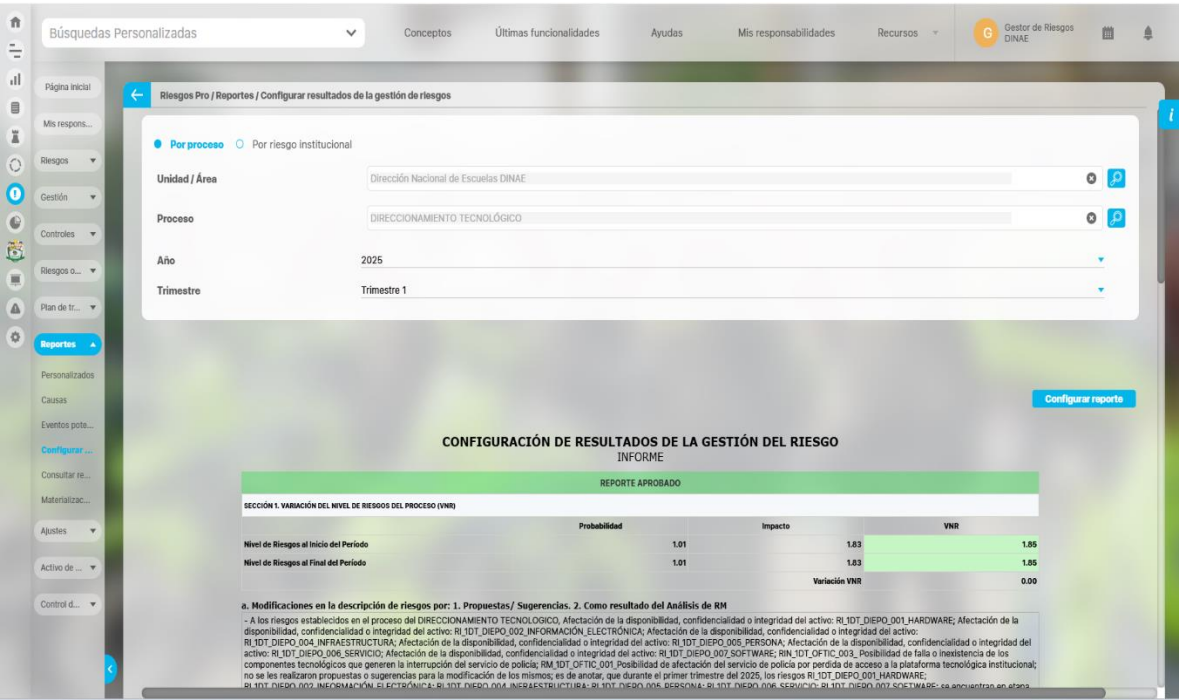 Búsquedas Personalizadas
Conceptos
Últimas funcionalidades
Ayudas
Mis responsabilidades
Recursos
G
Gestor de Riesgos
DINAE
Página Inicial
Mis respons...
Riesgos
Gestión
Controles
Riesgos o...
Plan de tr...
Reportes
Personalizados
Causas
Eventos pote...
Configurar ...
Consultar re...
Materializac...
Ajustes
Activo de ...
Control d...
Riesgos Pro / Reportes / Configurar resultados de la gestión de riesgos
i
Por proceso Por riesgo institucional
Unidad / Área Dirección Nacional de Escuelas DINAE
Proceso DIRECCIONAMIENTO TECNOLÓGICO
Año 2025
Trimestre Trimestre 1
Configurar reporte
CONFIGURACIÓN DE RESULTADOS DE LA GESTIÓN DEL RIESGO
INFORME
REPORTE APROBADO
SECCIÓN 1. VARIACIÓN DEL NIVEL DE RIESGOS DEL PROCESO (VNR)
Probabilidad Impacto VNR
Nivel de Riesgos al Inicio del Período 1.01 1.83 1.85
Nivel de Riesgos al Final del Período 1.01 1.83 1.85
Variación VNR 0.00
a. Modificaciones en la descripción de riesgos por: 1. Propuestas/ Sugerencias. 2. Como resultado del Análisis de RM
- A los riesgos establecidos en el proceso del DIRECCIONAMIENTO TECNOLOGICO, Afectación de la disponibilidad, confidencialidad o integridad del activo: RI_1DT_DIEPO_001_HARDWARE; Afectación de la
disponibilidad, confidencialidad o integridad del activo: RI_1DT_DIEPO_002_INFORMACIÓN_ELECTRÓNICA; Afectación de la disponibilidad, confidencialidad o integridad del activo:
RI_1DT_DIEPO_004_INFRAESTRUCTURA; Afectación de la disponibilidad, confidencialidad o integridad del activo: RI_1DT_DIEPO_005_PERSONA; Afectación de la disponibilidad, confidencialidad o integridad del
activo: RI_1DT_DIEPO_006_SERVICIO; Afectación de la disponibilidad, confidencialidad o integridad del activo: RI_1DT_DIEPO_007_SOFTWARE; RIN_1DT_OFTIC_003_ Posibilidad de falla o inexistencia de los
componentes tecnológicos que generen la interrupción del servicio de policía; RM_1DT_OFTIC_001_Posibilidad de afectación del servicio de policía por perdida de acceso a la plataforma tecnológica institucional;
no se les realizaron propuestas o sugerencias para la modificación de los mismos; es de anotar, que durante el primer trimestre del 2025, los riesgos RI_1DT_DIEPO_001_HARDWARE;
RI_1DT_DIEPO_002_INFORMACIÓN_ELECTRÓNICA; RI_1DT_DIEPO_004_INFRAESTRUCTURA; RI_1DT_DIEPO_005_PERSONA; RI_1DT_DIEPO_006_SERVICIO; RI_1DT_DIEPO_007_SOFTWARE; se encuentran en etapa